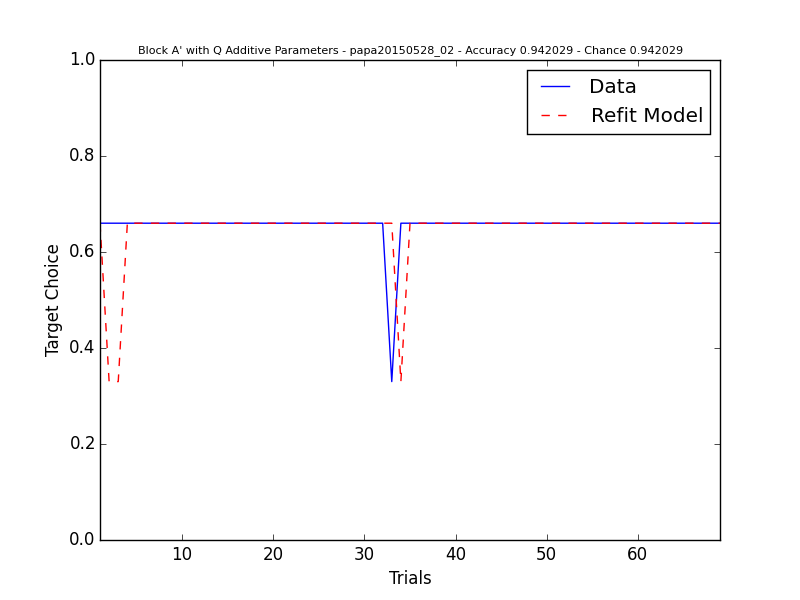 Block A' with Q Additive Parameters - papa20150528_02 - Accuracy 0.942029 - Chance 0.942029
1.0
0.8
0.6
0.4
0.2
0.0
Target Choice
Data
Refit Model
10 20 30 40 50 60
Trials